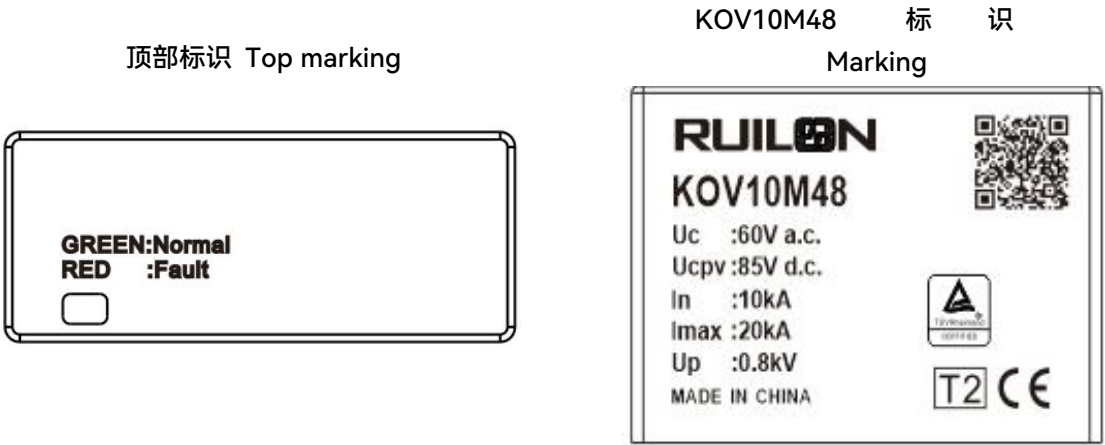 顶部标识 Top marking
GREEN:Normal
RED :Fault
KOV10M48 标 识
Marking
RUILON
KOV10M48
Uc :60V a.c.
Ucpv :85V d.c.
In :10kA
Imax :20kA
Up :0.8kV
MADE IN CHINA
T2 CE